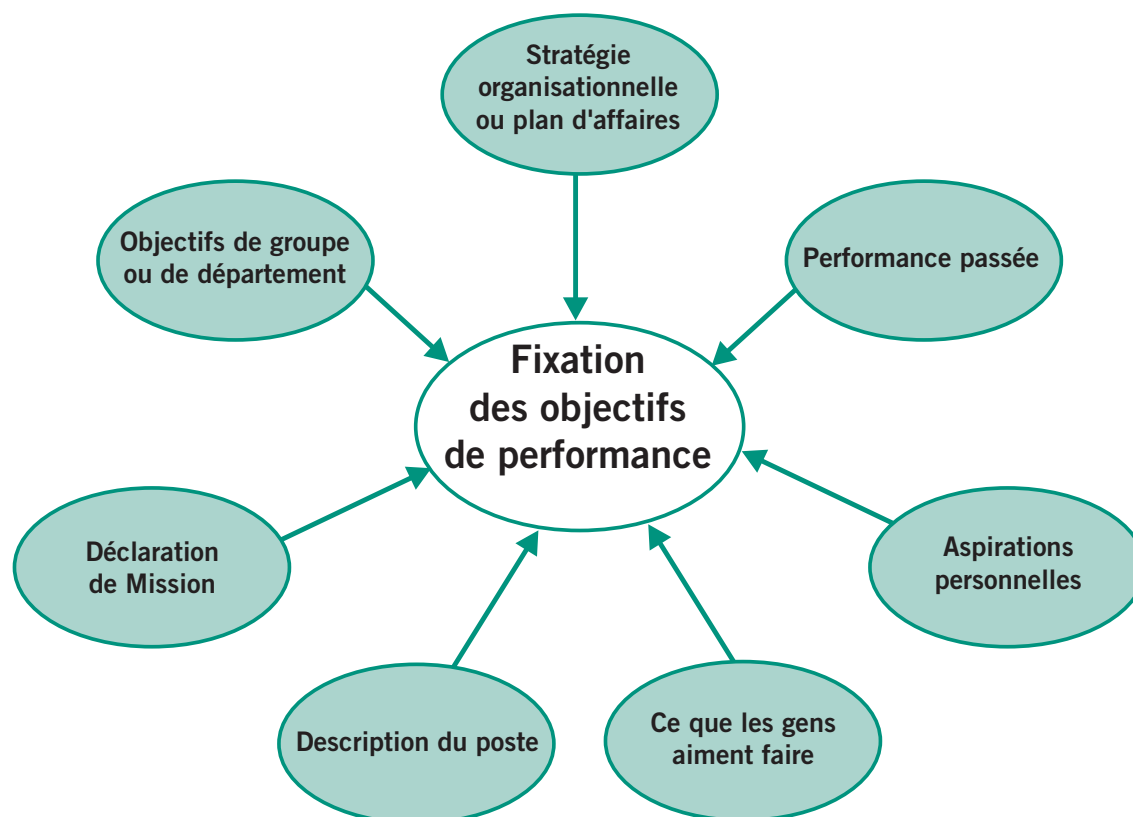 Stratégie
organisationnelle
ou plan d'affaires
Objectifs de groupe
ou de département
Performance passée
Fixation
des objectifs
de performance
Déclaration
de Mission
Aspirations
personnelles
Description du poste
Ce que les gens
aiment faire